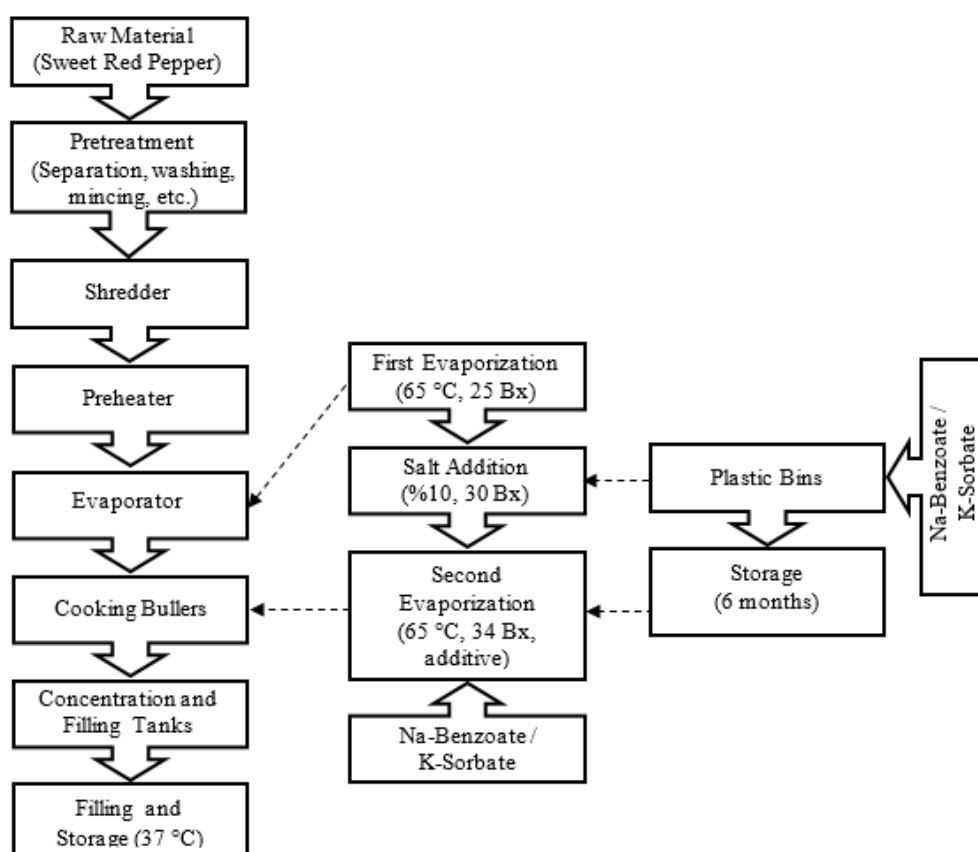 Raw Material
(Sweet Red Pepper)
Pretreatment
(Separation, washing,
mincing, etc.)
Shredder
Preheater
Evaporator
Cooking Bullers
Concentration and
Filling Tanks
Filling and
Storage (37 °C)
First Evaporization
(65 °C, 25 Bx)
Salt Addition
(%10, 30 Bx)
Second
Evaporization
(65 °C, 34 Bx,
additive)
Na-Benzoate /
K-Sorbate
Plastic Bins
Storage
(6 months)
Na-Benzoate /
K-Sorbate